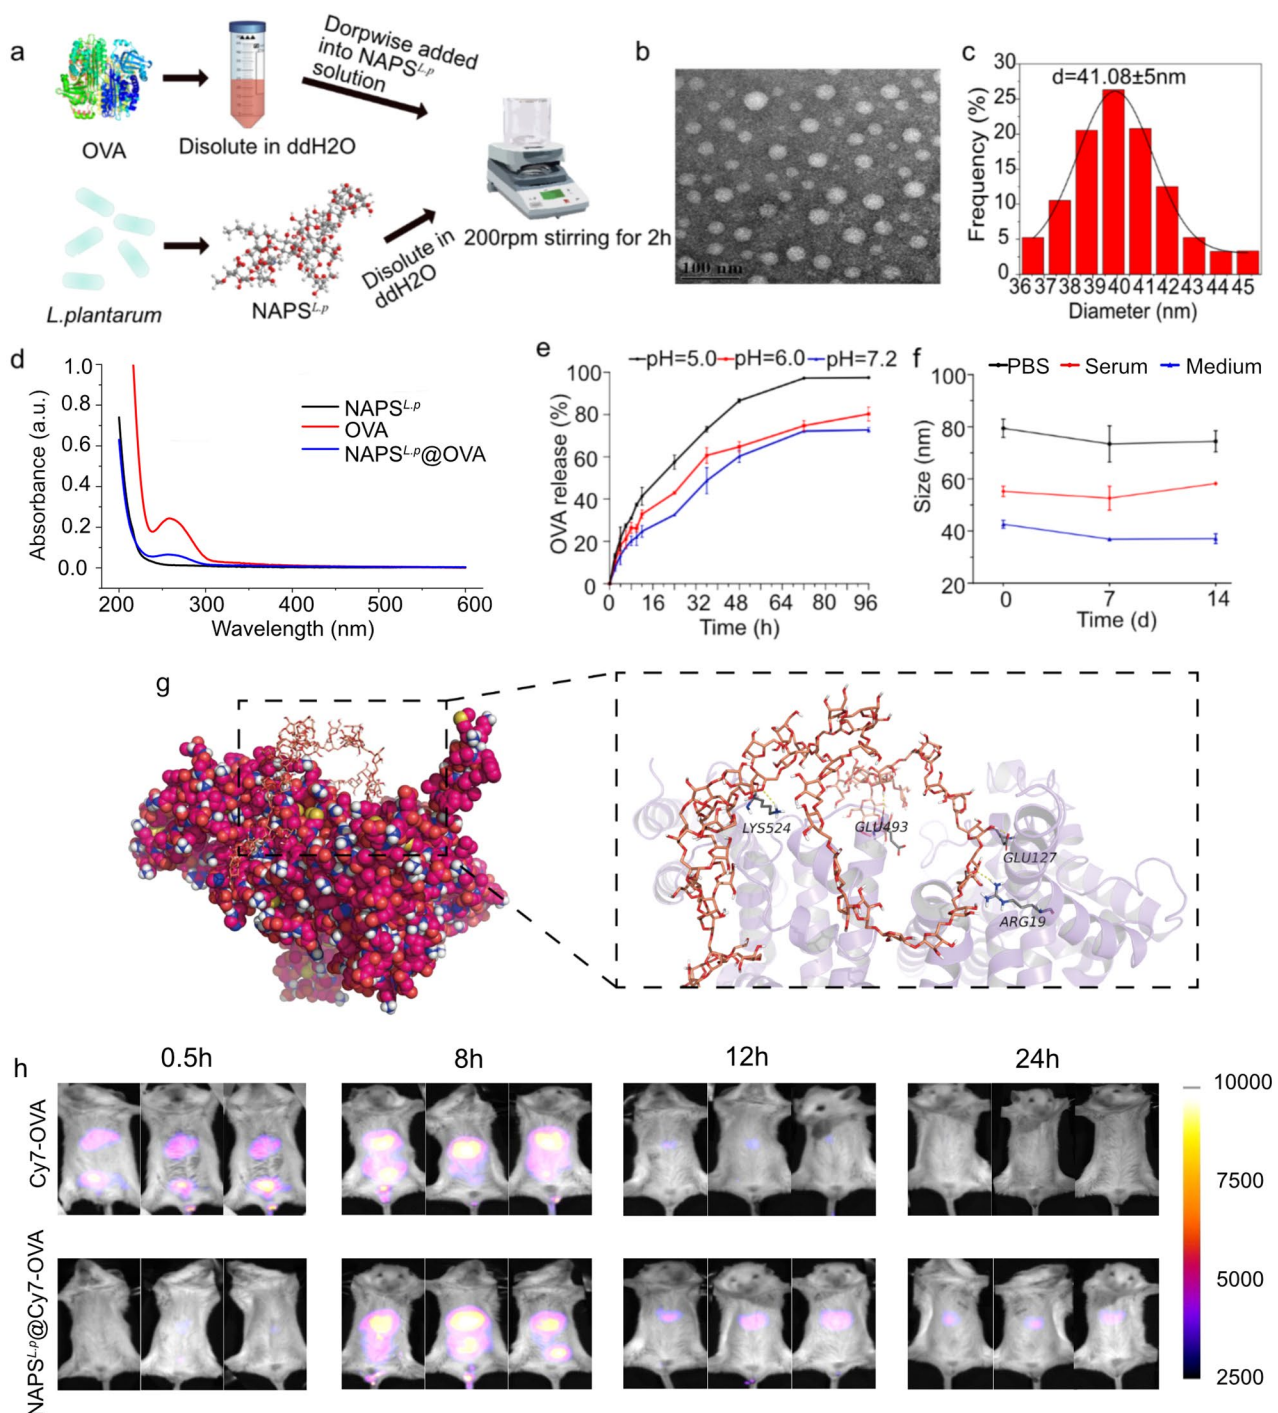 a
OVA
Disolute in ddH2O
Dorpwise added
into NAPSL.p
solution
L.plantarum
NAPSL.p
Disolute in
ddH2O
200rpm stirring for 2h
b
100 nm
c
d=41.08±5nm
Frequency (%)
30
25
20
15
10
5
0
36 37 38 39 40 41 42 43 44 45
Diameter (nm)
d
Absorbance (a.u.)
1.0
0.8
0.6
0.4
0.2
0.0
NAPSL.p
OVA
NAPSL.p@OVA
200 300 400 500 600
Wavelength (nm)
e
pH=5.0 pH=6.0 pH=7.2
OVA release (%)
100
80
60
40
20
0
0 16 32 48 64 80 96
Time (h)
f
PBS Serum Medium
Size (nm)
100
80
60
40
20
0 7 14
Time (d)
g
LYS524
GLU493
GLU127
ARG19
h
0.5h 8h 12h 24h
Cy7-OVA
NAPSL.p@Cy7-OVA
10000
7500
5000
2500